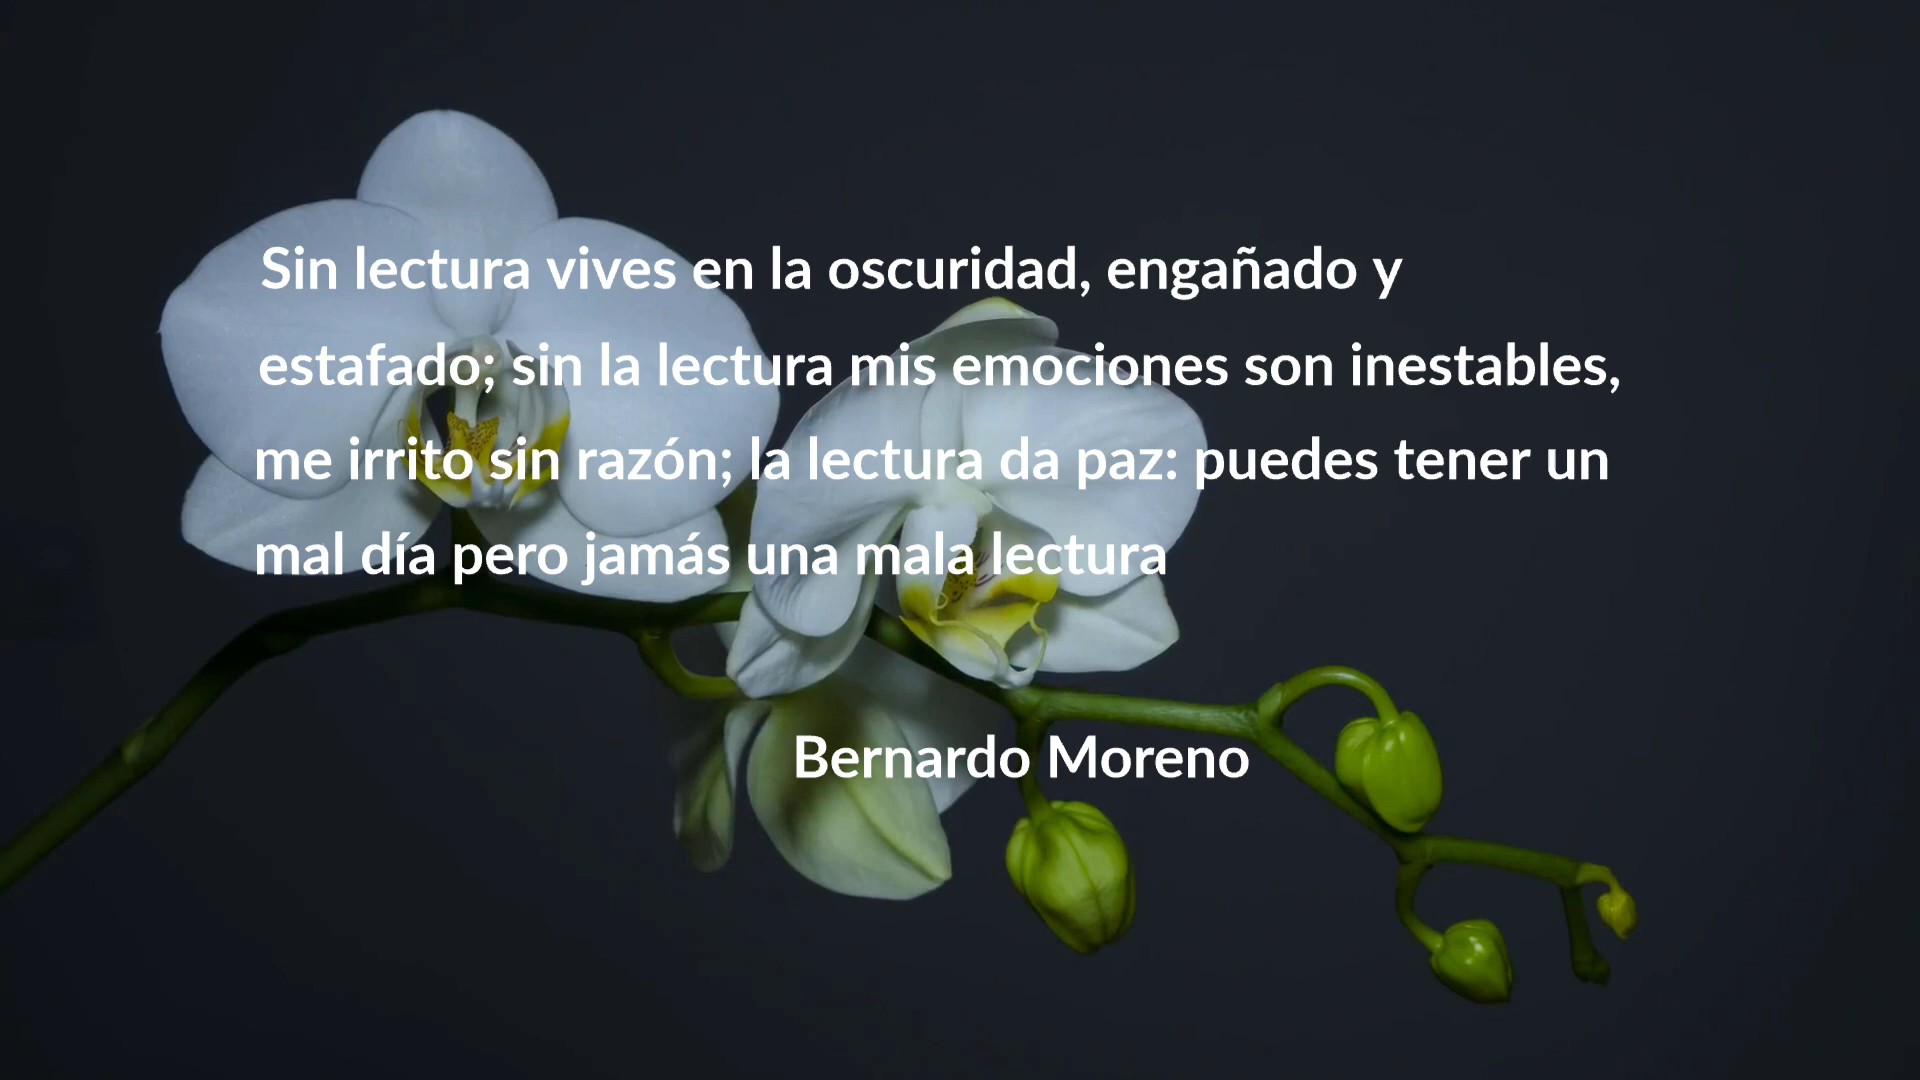 Sin lectura vives en la oscuridad, engañado y
estafado; sin la lectura mis emociones son inestables,
me irrito sin razón; la lectura da paz: puedes tener un
mal día pero jamás una mala lectura
Bernardo Moreno